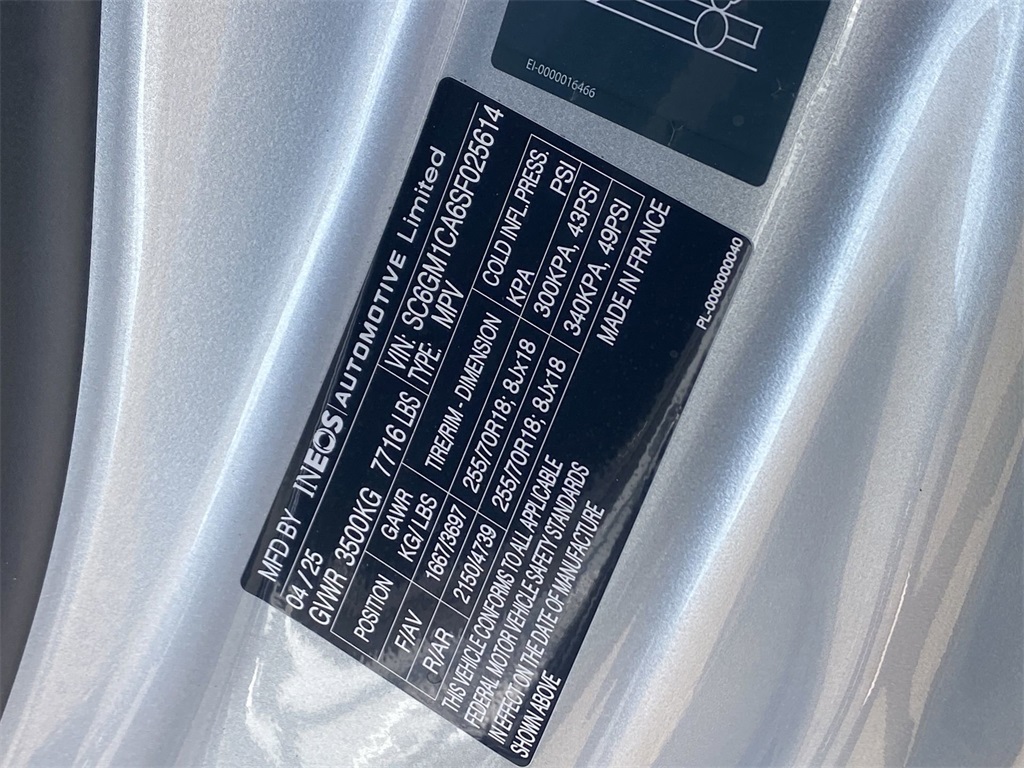 EI-0000016466
MFD BY INEOS AUTOMOTIVE Limited
04 / 25 VIN: SC6GM1CA6SF025614
GVWR 3500KG 7716 LBS TYPE: MPV
POSITION GAWR KG/LBS TIRE/RIM - DIMENSION COLD INFL. PRESS. KPA PSI
F/AV 1667/3697 255/70R18; 8Jx18 300KPA, 43PSI
R/AR 2150/4739 255/70R18; 8Jx18 340KPA, 49PSI
THIS VEHICLE CONFORMS TO ALL APPLICABLE MADE IN FRANCE
FEDERAL MOTOR VEHICLE SAFETY STANDARDS
IN EFFECT ON THE DATE OF MANUFACTURE
SHOWN ABOVE
PL-0000000040